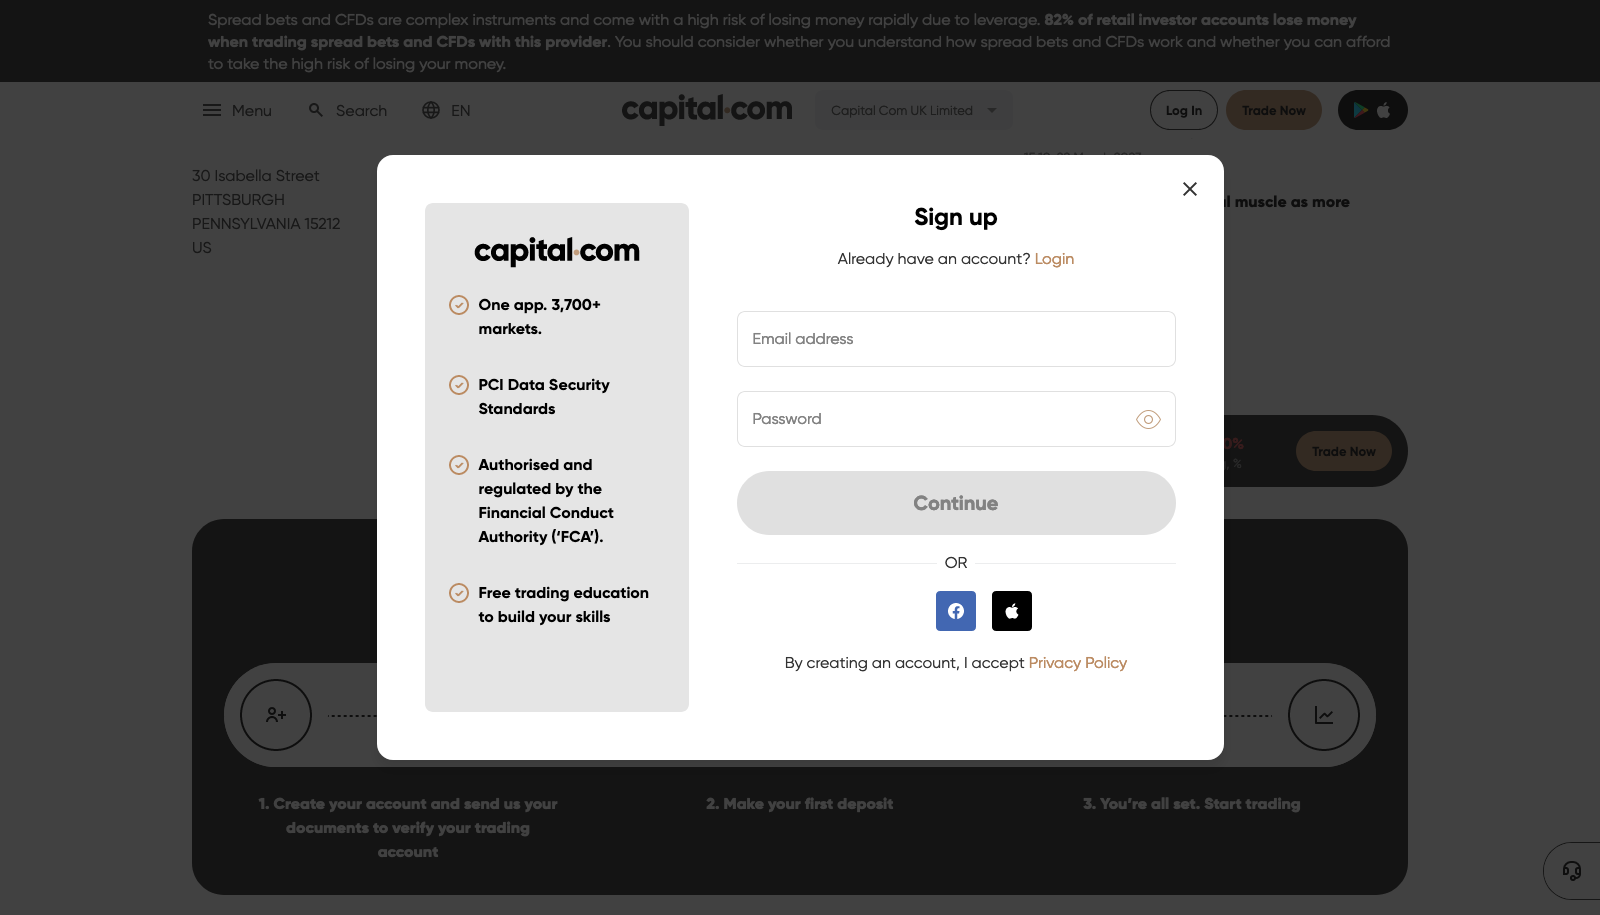 Spread bets and CFDs are complex instruments and come with a high risk of losing money rapidly due to leverage. 82% of retail investor accounts lose money
when trading spread bets and CFDs with this provider. You should consider whether you understand how spread bets and CFDs work and whether you can afford
to take the high risk of losing your money.
Menu
Search
EN
capital.com
Capital Com UK Limited
Log In
Trade Now
30 Isabella Street
PITTSBURGH
PENNSYLVANIA 15212
US
muscle as more
Sign up
Already have an account? Login
capital.com
One app. 3,700+
markets.
PCI Data Security
Standards
Authorised and
regulated by the
Financial Conduct
Authority (‘FCA’).
Free trading education
to build your skills
Email address
Password
Continue
OR
By creating an account, I accept Privacy Policy
Trade Now
1. Create your account and send us your
documents to verify your trading
account
2. Make your first deposit
3. You’re all set. Start trading